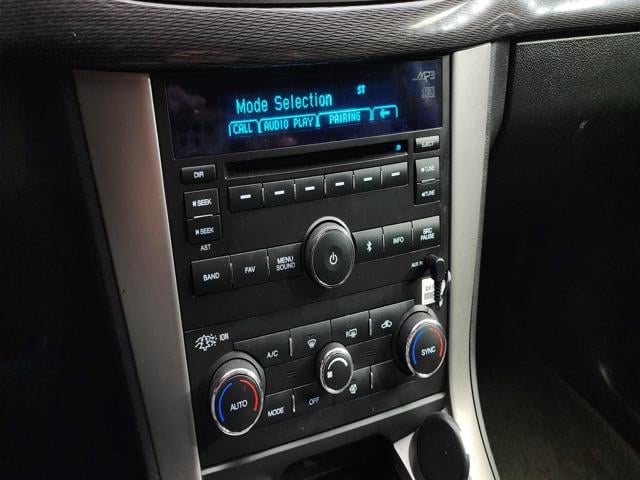 MP3
ST
Mode Selection
CALL AUDIO PLAY PAIRING
DIR
EJECT
SEEK
TUNE
SEEK
TUNE
AST
BAND
FAV
MENU
SOUND
INFO
SRC
PAUSE
AUX IN
ION
A/C
R
AUTO
SYNC
MODE
OFF